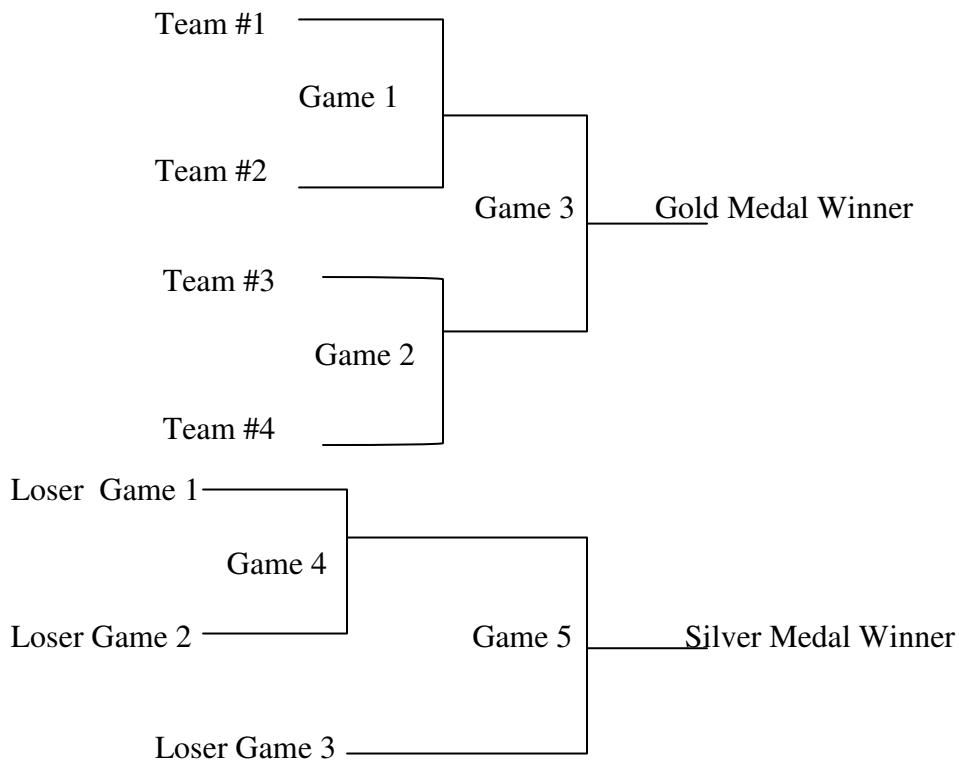 Team #1
Game 1
Team #2
Game 3
Gold Medal Winner
Team #3
Game 2
Team #4
Loser Game 1
Game 4
Loser Game 2
Game 5
Silver Medal Winner
Loser Game 3